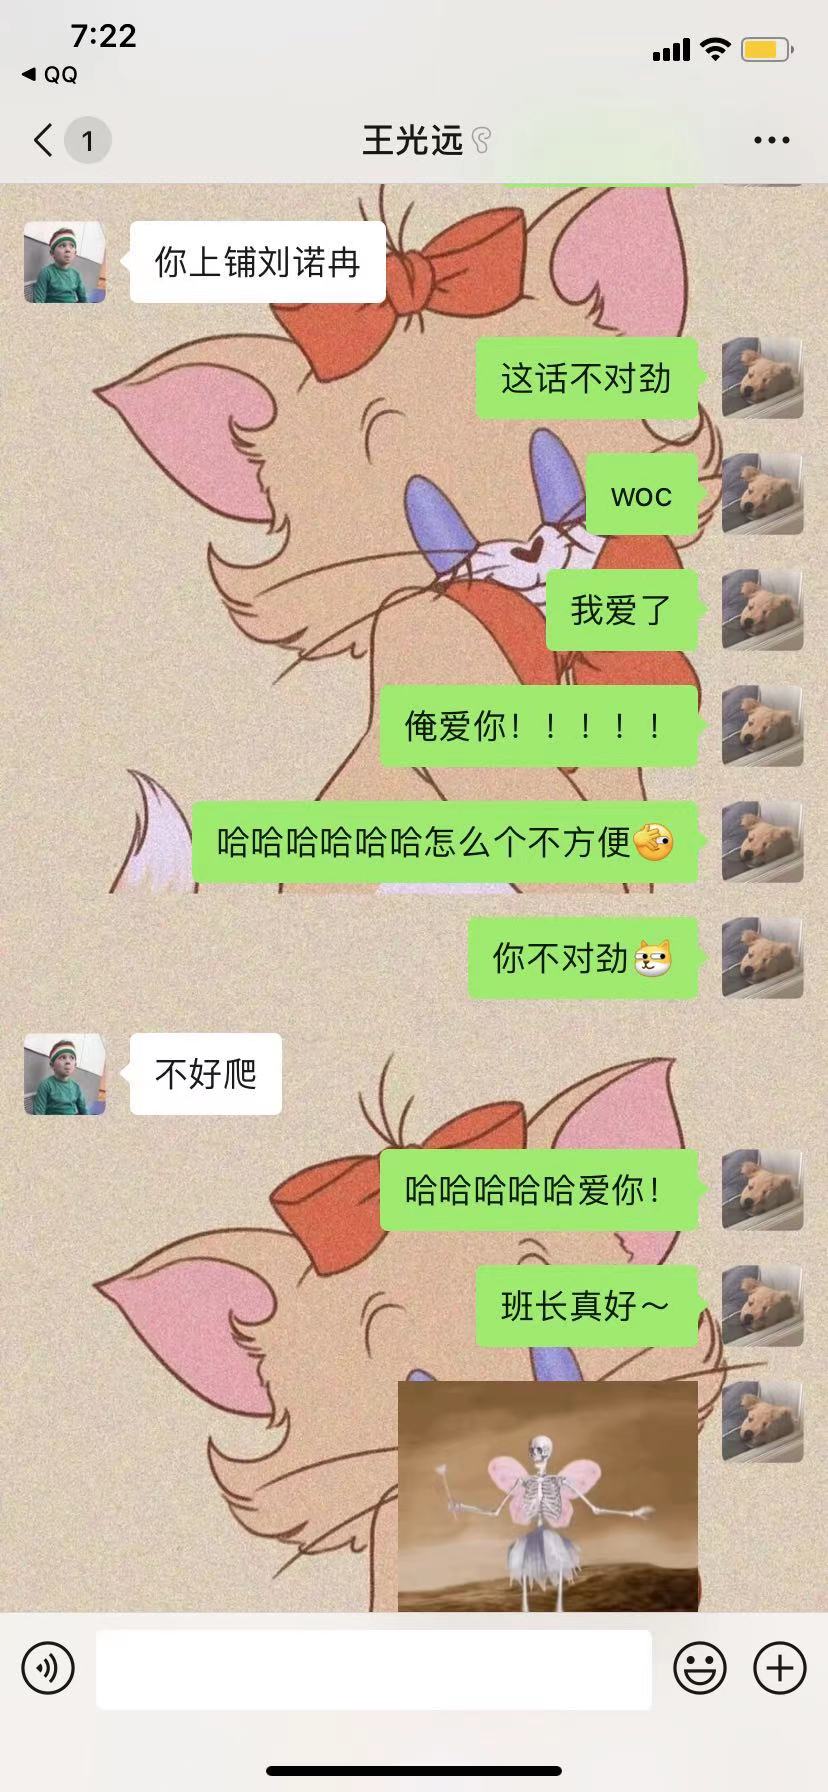 7:22
◀ QQ
1
王光远
你上铺刘诺冉
这话不对劲
woc
我爱了
俺爱你！！！！！
哈哈哈哈哈哈怎么个不方便
你不对劲
不好爬
哈哈哈哈哈爱你！
班长真好～